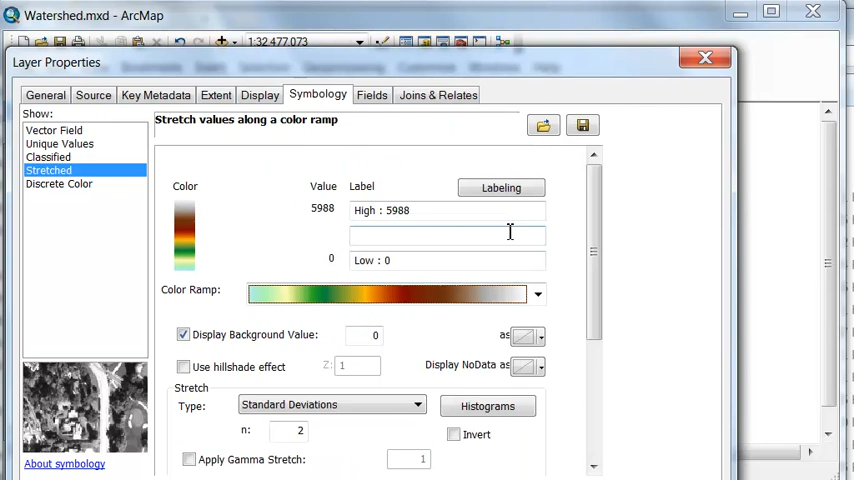 Watershed.mxd - ArcMap
1:32 477,073
Layer Properties
General Source Key Metadata Extent Display Symbology Fields Joins & Relates
Show:
Vector Field
Unique Values
Classified
Stretched
Discrete Color
Stretch values along a color ramp
Color Value Label Labeling
5988 High : 5988
0 Low : 0
Color Ramp:
Display Background Value: 0 as
Use hillshade effect Z: 1 Display NoData as
Stretch
Type: Standard Deviations Histograms
n: 2 Invert
Apply Gamma Stretch: 1
About symbology